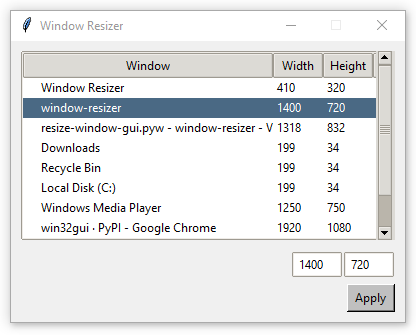 Window Resizer
Window Width Height
Window Resizer 410 320
window-resizer 1400 720
resize-window-gui.pyw - window-resizer - V 1318 832
Downloads 199 34
Recycle Bin 199 34
Local Disk (C:) 199 34
Windows Media Player 1250 750
win32gui · PyPI - Google Chrome 1920 1080
1400 720
Apply